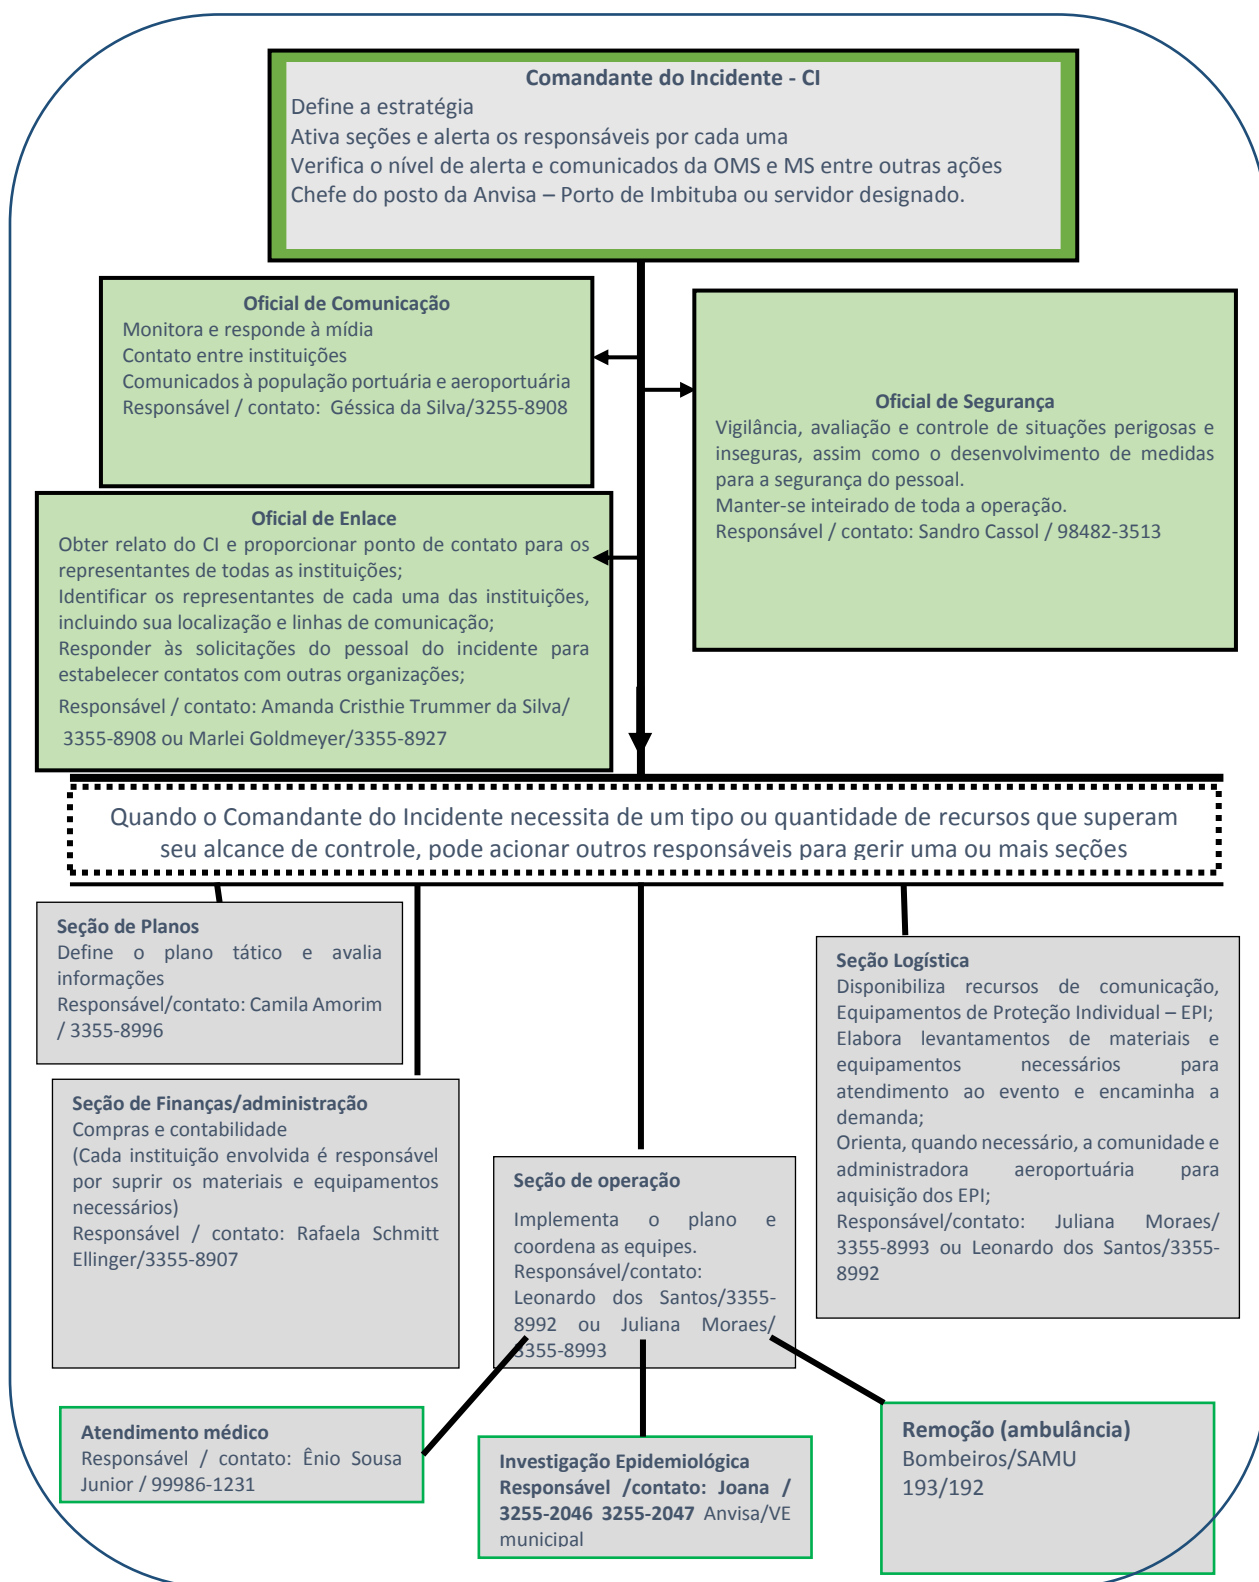 Comandante do Incidente - CI
Define a estratégia
Ativa seções e alerta os responsáveis por cada uma
Verifica o nível de alerta e comunicados da OMS e MS entre outras ações
Chefe do posto da Anvisa – Porto de Imbituba ou servidor designado.
Oficial de Comunicação
Monitora e responde à mídia
Contato entre instituições
Comunicados à população portuária e aeroportuária
Responsável / contato: Géssica da Silva/3255-8908
Oficial de Segurança
Vigilância, avaliação e controle de situações perigosas e
inseguras, assim como o desenvolvimento de medidas
para a segurança do pessoal.
Manter-se inteirado de toda a operação.
Responsável / contato: Sandro Cassol / 98482-3513
Oficial de Enlace
Obter relato do CI e proporcionar ponto de contato para os
representantes de todas as instituições;
Identificar os representantes de cada uma das instituições,
incluindo sua localização e linhas de comunicação;
Responder às solicitações do pessoal do incidente para
estabelecer contatos com outras organizações;
Responsável / contato: Amanda Cristhie Trummer da Silva/
3355-8908 ou Marlei Goldmeyer/3355-8927
Quando o Comandante do Incidente necessita de um tipo ou quantidade de recursos que superam
seu alcance de controle, pode acionar outros responsáveis para gerir uma ou mais seções
Seção de Planos
Define o plano tático e avalia
informações
Responsável/contato: Camila Amorim
/ 3355-8996
Seção de Finanças/administração
Compras e contabilidade
(Cada instituição envolvida é responsável
por suprir os materiais e equipamentos
necessários)
Responsável / contato: Rafaela Schmitt
Ellinger/3355-8907
Seção de operação
Implementa o plano e
coordena as equipes.
Responsável/contato:
Leonardo dos Santos/3355-
8992 ou Juliana Moraes/
3355-8993
Seção Logística
Disponibiliza recursos de comunicação,
Equipamentos de Proteção Individual – EPI;
Elabora levantamentos de materiais e
equipamentos necessários para
atendimento ao evento e encaminha a
demanda;
Orienta, quando necessário, a comunidade e
administradora aeroportuária para
aquisição dos EPI;
Responsável/contato: Juliana Moraes/
3355-8993 ou Leonardo dos Santos/3355-
8992
Atendimento médico
Responsável / contato: Ênio Sousa
Junior / 99986-1231
Investigação Epidemiológica
Responsável /contato: Joana /
3255-2046 3255-2047 Anvisa/VE
municipal
Remoção (ambulância)
Bombeiros/SAMU
193/192